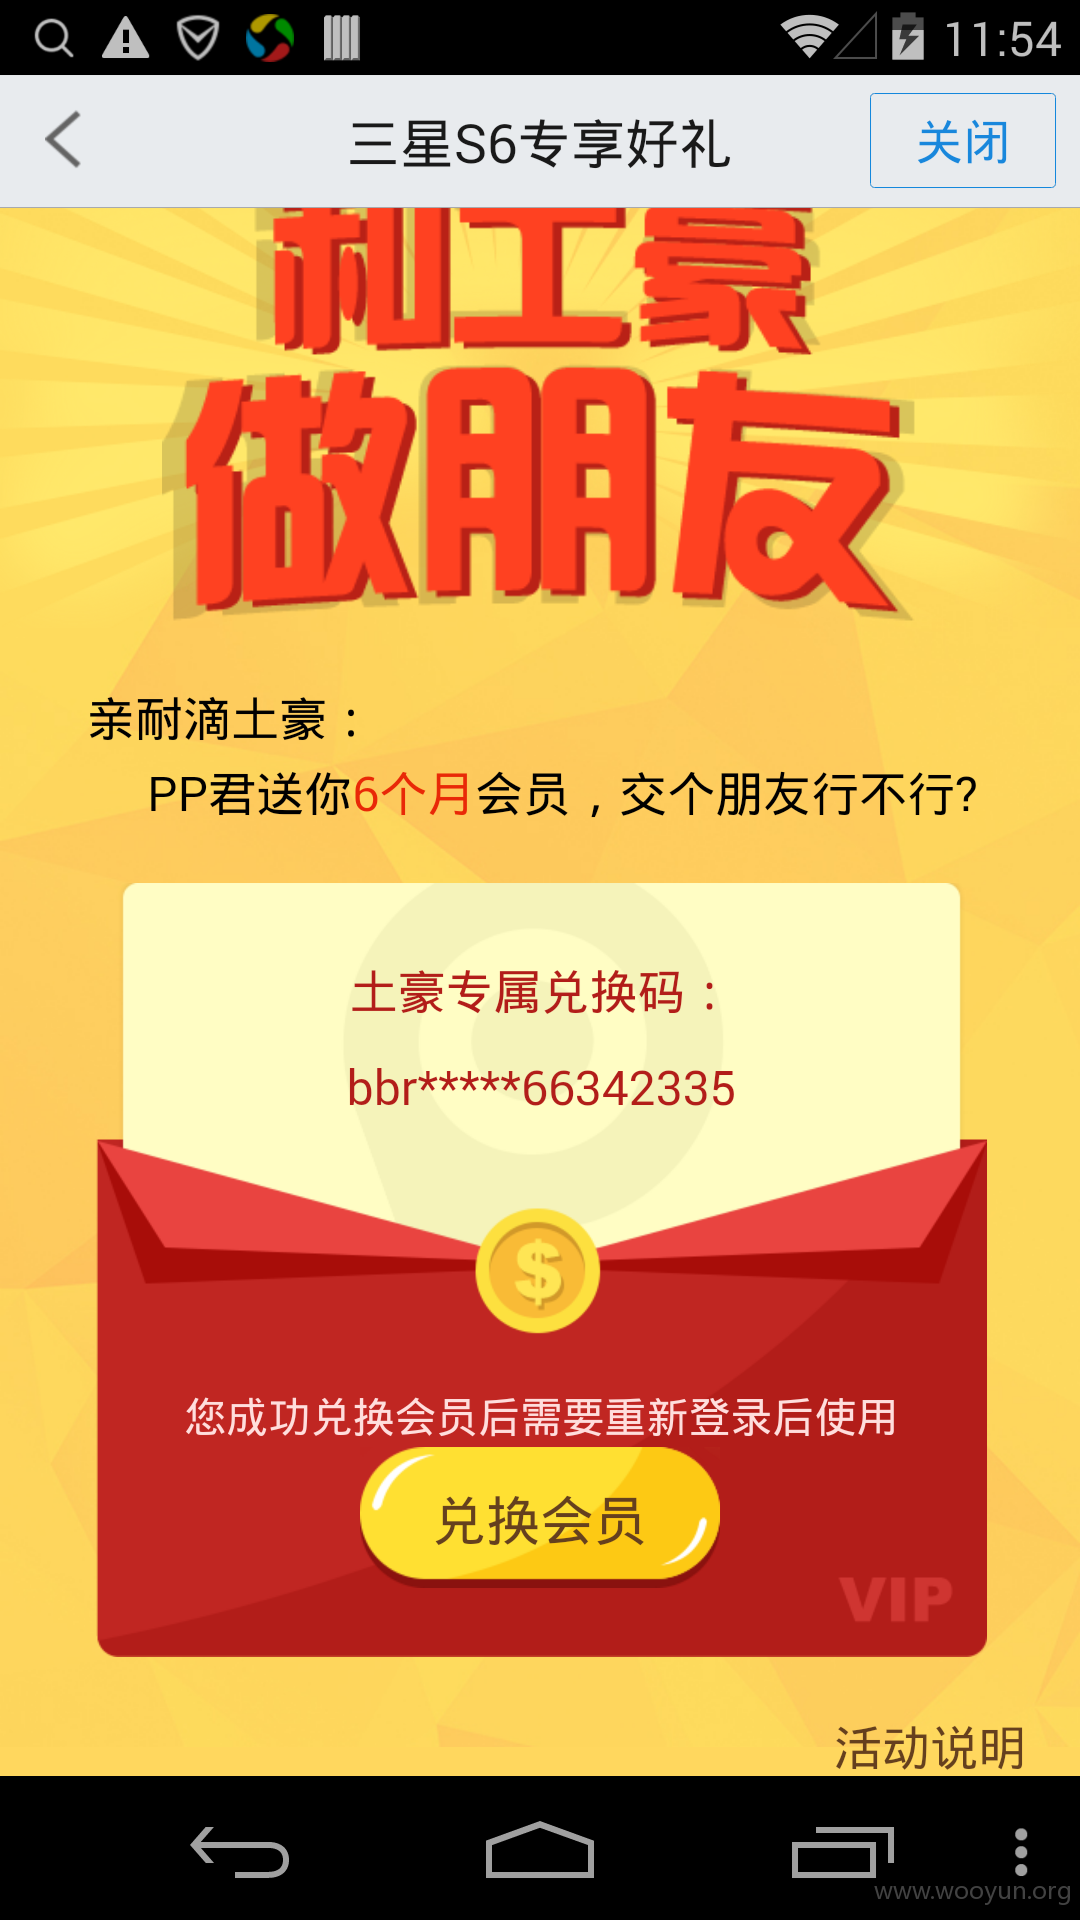 11:54
三星S6专享好礼
关闭
和土豪
做朋友
亲耐滴土豪：
PP君送你6个月会员，交个朋友行不行?
土豪专属兑换码：
bbr*****66342335
$
您成功兑换会员后需要重新登录后使用
兑换会员
VIP
活动说明
www.wooyun.org